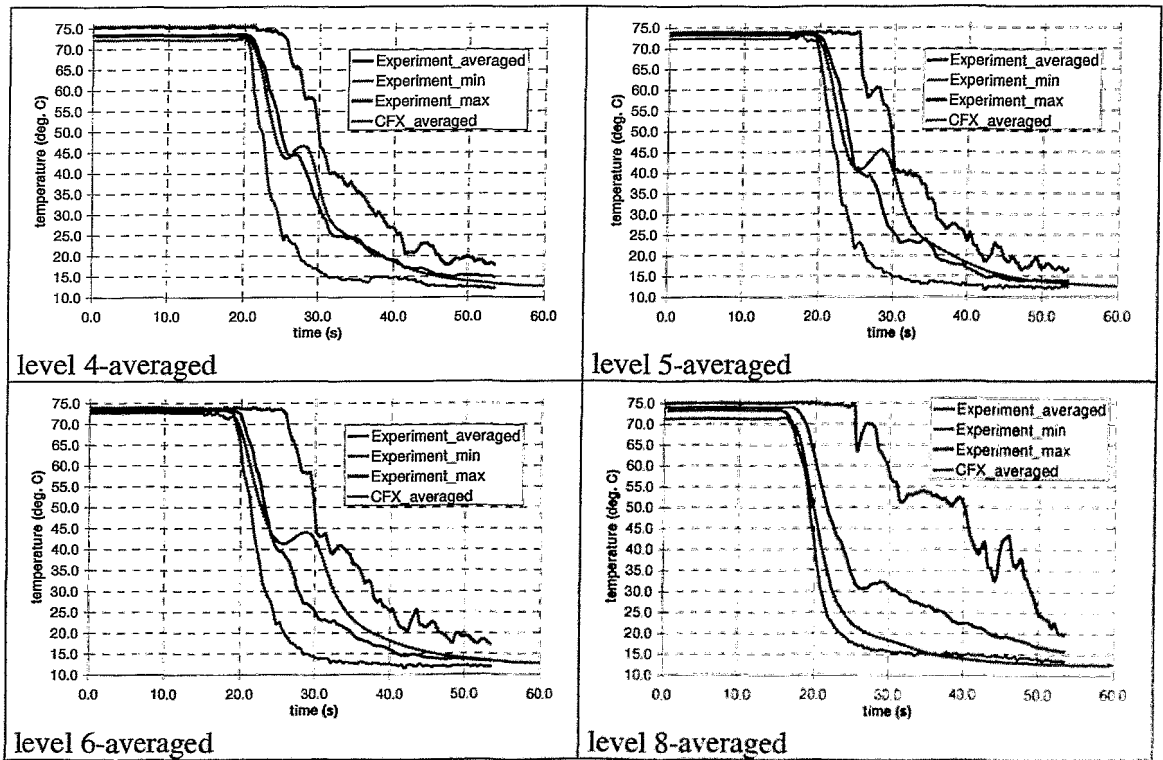 75.0
70.0
65.0
60.0
55.0
50.0
45.0
40.0
35.0
30.0
25.0
20.0
15.0
10.0
temperature (deg. C)
Experiment_averaged
Experiment_min
Experiment_max
CFX_averaged
0.0 10.0 20.0 30.0 40.0 50.0 60.0
time (s)
level 4-averaged
75.0
70.0
65.0
60.0
55.0
50.0
45.0
40.0
35.0
30.0
25.0
20.0
15.0
10.0
temperature (deg. C)
Experiment_averaged
Experiment_min
Experiment_max
CFX_averaged
0.0 10.0 20.0 30.0 40.0 50.0 60.0
time (s)
level 5-averaged
75.0
70.0
65.0
60.0
55.0
50.0
45.0
40.0
35.0
30.0
25.0
20.0
15.0
10.0
temperature (deg. C)
Experiment_averaged
Experiment_min
Experiment_max
CFX_averaged
0.0 10.0 20.0 30.0 40.0 50.0 60.0
time (s)
level 6-averaged
75.0
70.0
65.0
60.0
55.0
50.0
45.0
40.0
35.0
30.0
25.0
20.0
15.0
10.0
temperature (deg. C)
Experiment_averaged
Experiment_min
Experiment_max
CFX_averaged
0.0 10.0 20.0 30.0 40.0 50.0 60.0
time (s)
level 8-averaged